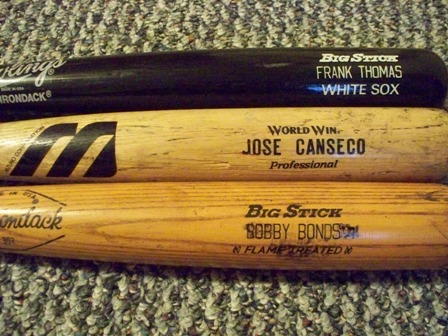 BIG STICK
FRANK THOMAS
WHITE SOX
WORLD WIN
JOSE CANSECO
Professional
BIG STICK
BOBBY BONDS
FLAME TREATED